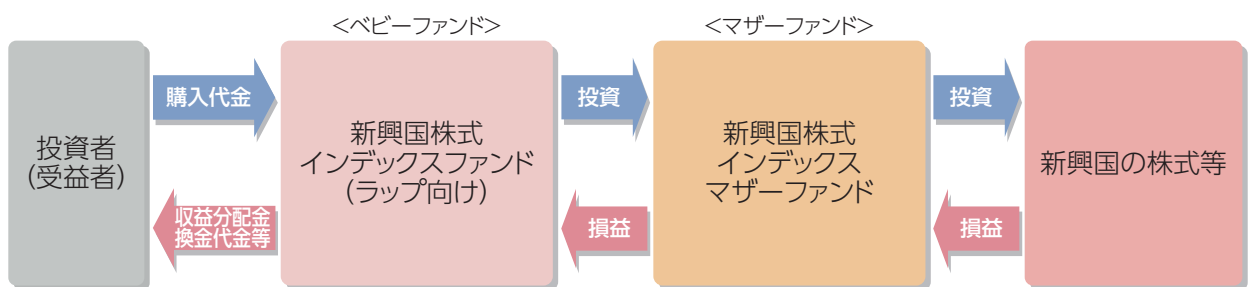 <ベビーファンド>
<マザーファンド>
投資者
(受益者)
購入代金
収益分配金
換金代金等
新興国株式
インデックスファンド
(ラップ向け)
投資
損益
新興国株式
インデックス
マザーファンド
投資
損益
新興国の株式等